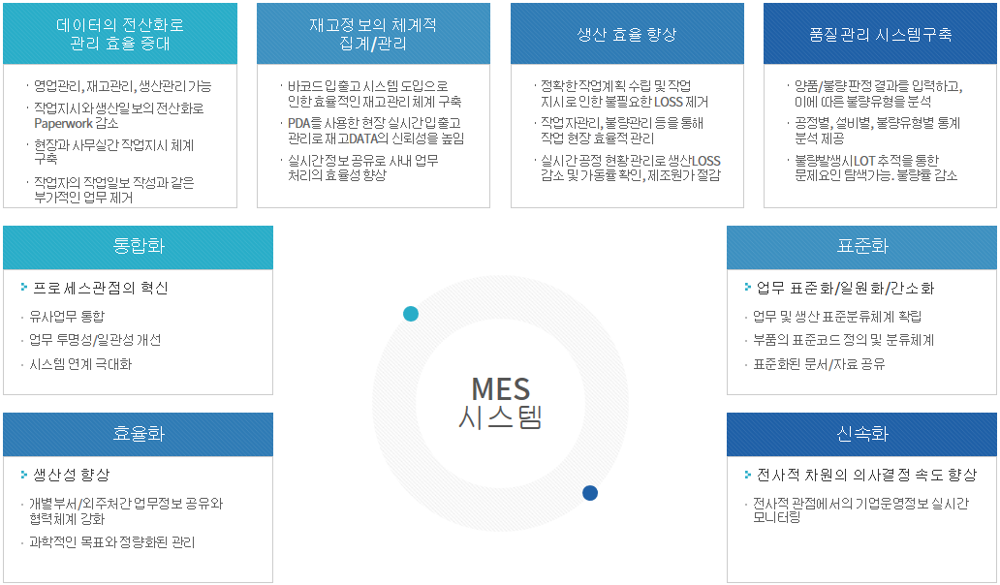 데이터의 전산화로
관리 효율 증대
· 영업관리, 재고관리, 생산관리 가능
· 작업지시와 생산일보의 전산화로
Paperwork 감소
· 현장과 사무실간 작업지시 체계
구축
· 작업자의 작업일보 작성과 같은
부가적인 업무 제거
재고정보의 체계적
집계/관리
· 바코드 입출고 시스템 도입으로
인한 효율적인 재고관리 체계 구축
· PDA를 사용한 현장 실시간 입출고
관리로 재고DATA의 신뢰성을 높임
· 실시간 정보 공유로 사내 업무
처리의 효율성 향상
생산 효율 향상
· 정확한 작업계획 수립 및 작업
지시로 인한 불필요한 LOSS 제거
· 작업자관리, 불량관리 등을 통해
작업 현장 효율적 관리
· 실시간 공정 현황 관리로 생산LOSS
감소 및 가동률 확인, 제조원가 절감
품질관리 시스템구축
· 양품/불량 판정 결과를 입력하고,
이에 따른 불량유형을 분석
· 공정별, 설비별, 불량유형별 통계
분석 제공
· 불량발생시 LOT 추적을 통한
문제요인 탐색가능. 불량률 감소
통합화
프로세스관점의 혁신
· 유사업무 통합
· 업무 투명성/일관성 개선
· 시스템 연계 극대화
표준화
업무 표준화/일원화/간소화
· 업무 및 생산 표준분류체계 확립
· 부품의 표준코드 정의 및 분류체계
· 표준화된 문서/자료 공유
MES
시스템
효율화
생산성 향상
· 개별부서/외주처간 업무정보 공유와
협력체계 강화
· 과학적인 목표와 정량화된 관리
신속화
전사적 차원의 의사결정 속도 향상
· 전사적 관점에서의 기업운영정보 실시간
모니터링